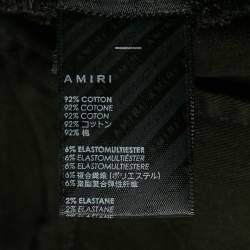 AMIRI
92% COTTON
92% COTONE
92% COTON
92% コットン
92% 棉
6% ELASTOMULTIESTER
6% ELASTOMULTIESTERE
6% ELASTOMULTIESTER
6% 複合繊維 (ポリエステル)
6% 聚酯复合弹性纤维
2% ELASTANE
2% ELASTANE